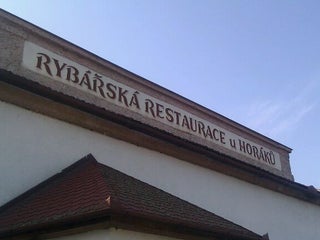 RYBÁŘSKÁ RESTAURACE u HORÁKŮ